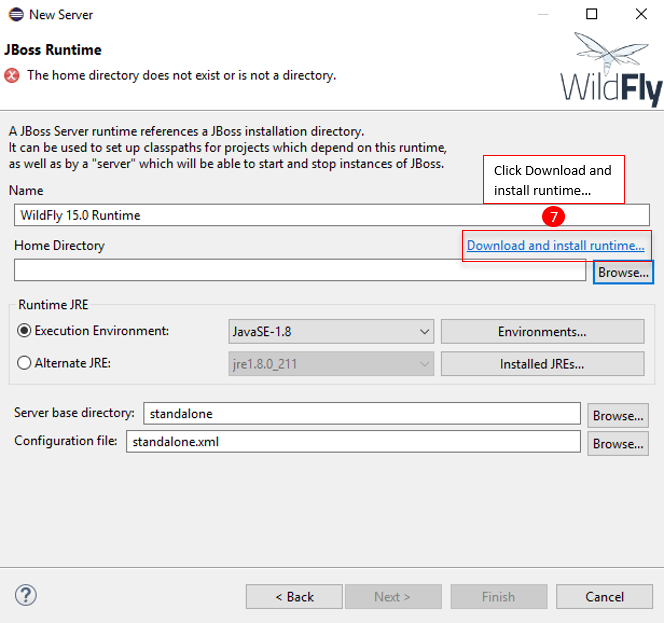 New Server
JBoss Runtime
The home directory does not exist or is not a directory.
WildFly
A JBoss Server runtime references a JBoss installation directory.
It can be used to set up classpaths for projects which depend on this runtime,
as well as by a "server" which will be able to start and stop instances of JBoss.
Click Download and
install runtime...
Name
WildFly 15.0 Runtime
7
Home Directory
Download and install runtime...
Browse...
Runtime JRE
Execution Environment:
JavaSE-1.8
Environments...
Alternate JRE:
jre1.8.0_211
Installed JREs...
Server base directory:
standalone
Browse...
Configuration file:
standalone.xml
Browse...
?
< Back
Next >
Finish
Cancel